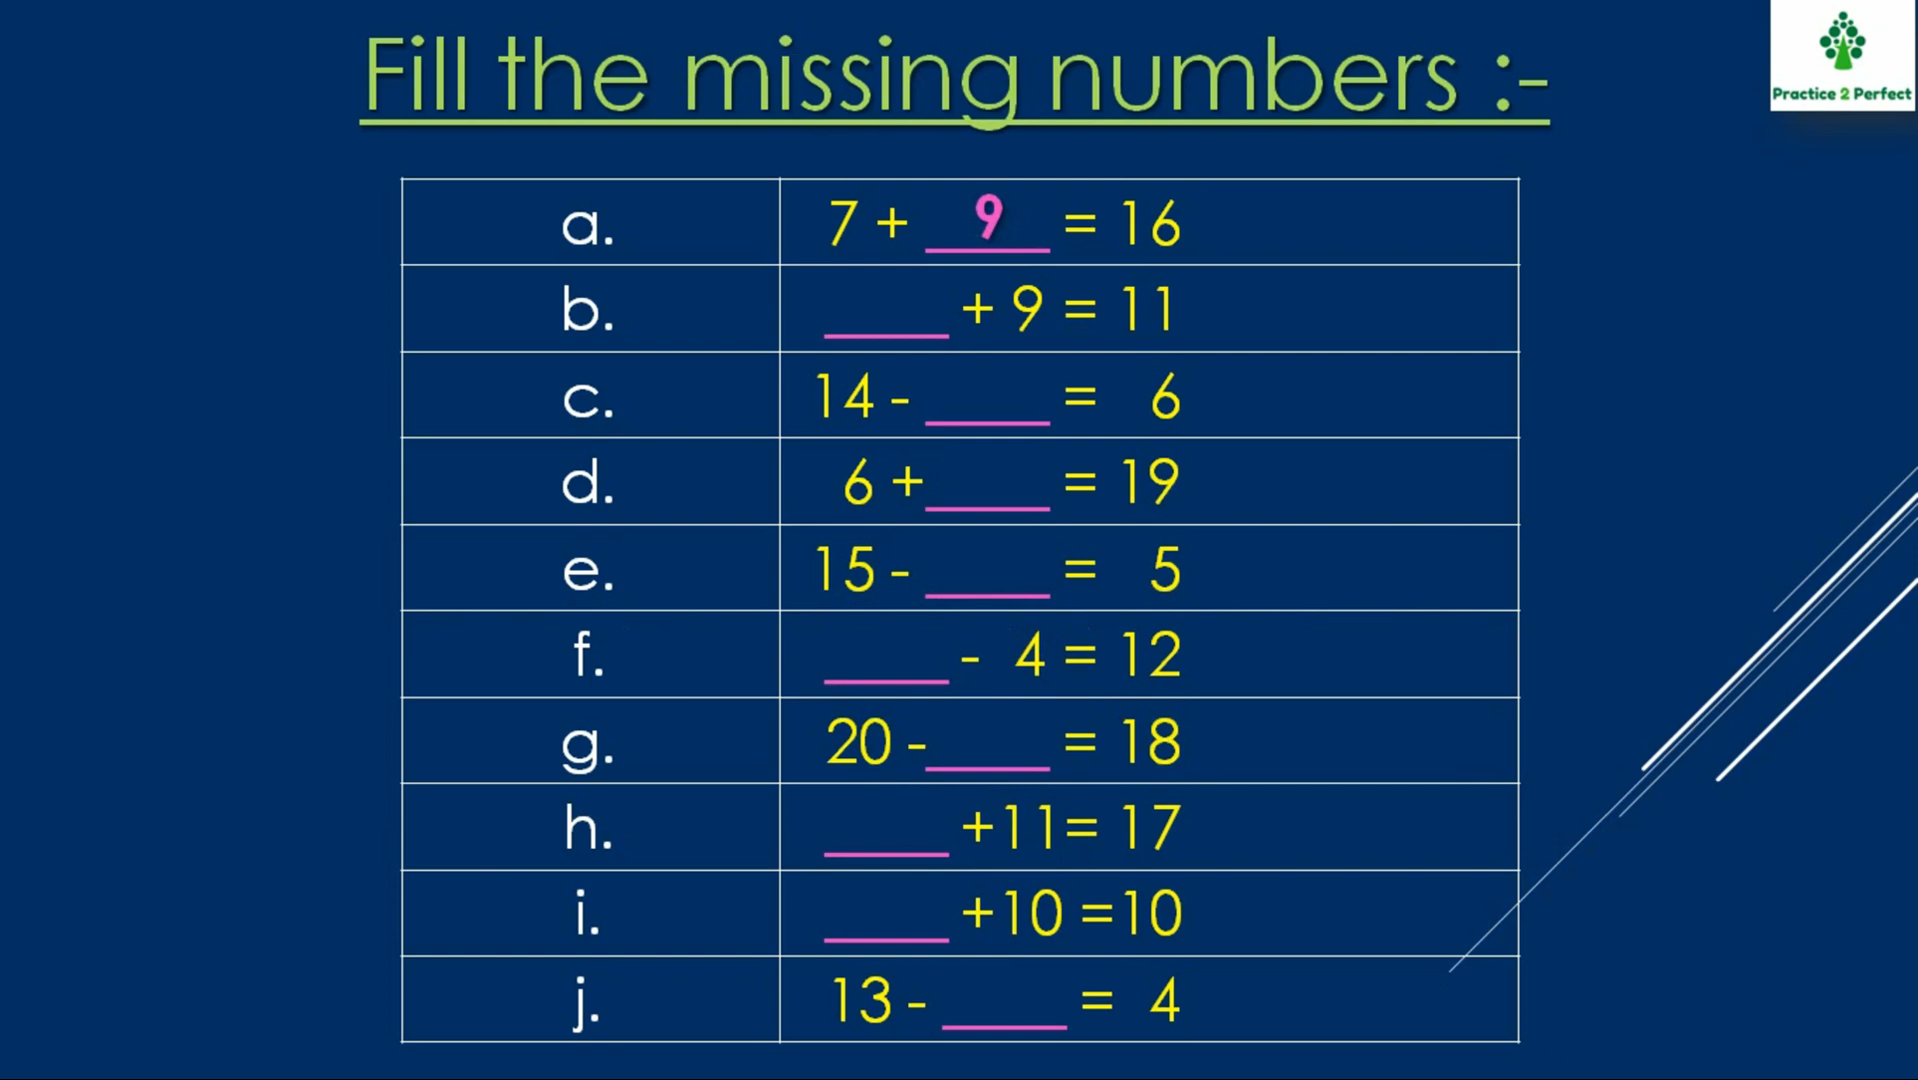 Fill the missing numbers :-
Practice 2 Perfect
a. 7 + 9 = 16
b. ____ + 9 = 11
c. 14 - ____ = 6
d. 6 +____ = 19
e. 15 - ____ = 5
f. ____ - 4 = 12
g. 20 -____ = 18
h. ____ +11= 17
i. ____ +10 =10
j. 13 - ____ = 4